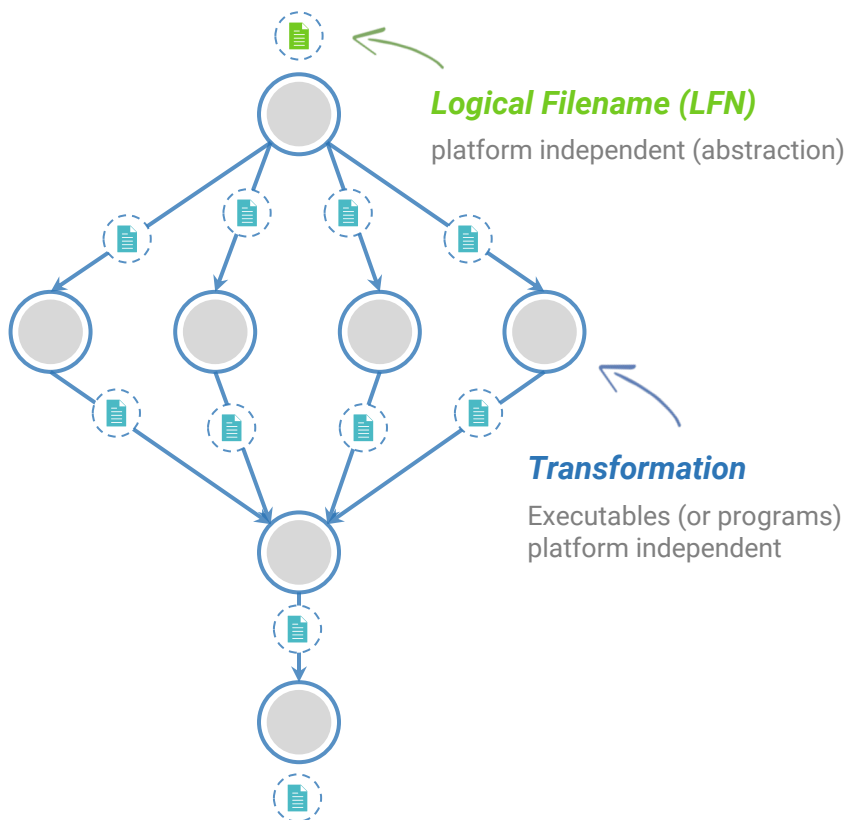 Logical Filename (LFN)
platform independent (abstraction)
Transformation
Executables (or programs)
platform independent